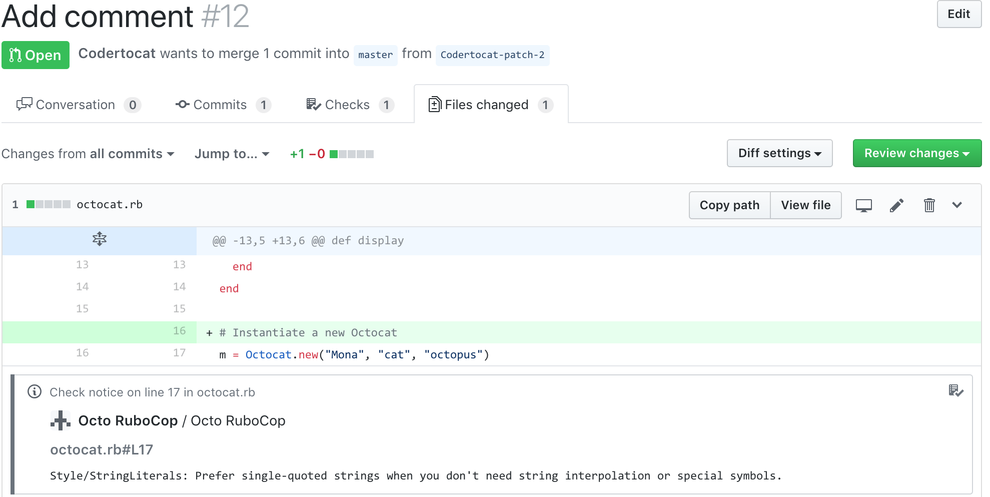 Add comment #12
Edit
Open Codertocat wants to merge 1 commit into master from Codertocat-patch-2
Conversation 0 Commits 1 Checks 1 Files changed 1
Changes from all commits Jump to... +1 −0 Diff settings Review changes
1 octocat.rb Copy path View file
@@ -13,5 +13,6 @@ def display
13 13 end
14 14 end
15 15
16 + # Instantiate a new Octocat
16 17 m = Octocat.new("Mona", "cat", "octopus")
Check notice on line 17 in octocat.rb
Octo RuboCop / Octo RuboCop
octocat.rb#L17
Style/StringLiterals: Prefer single-quoted strings when you don't need string interpolation or special symbols.